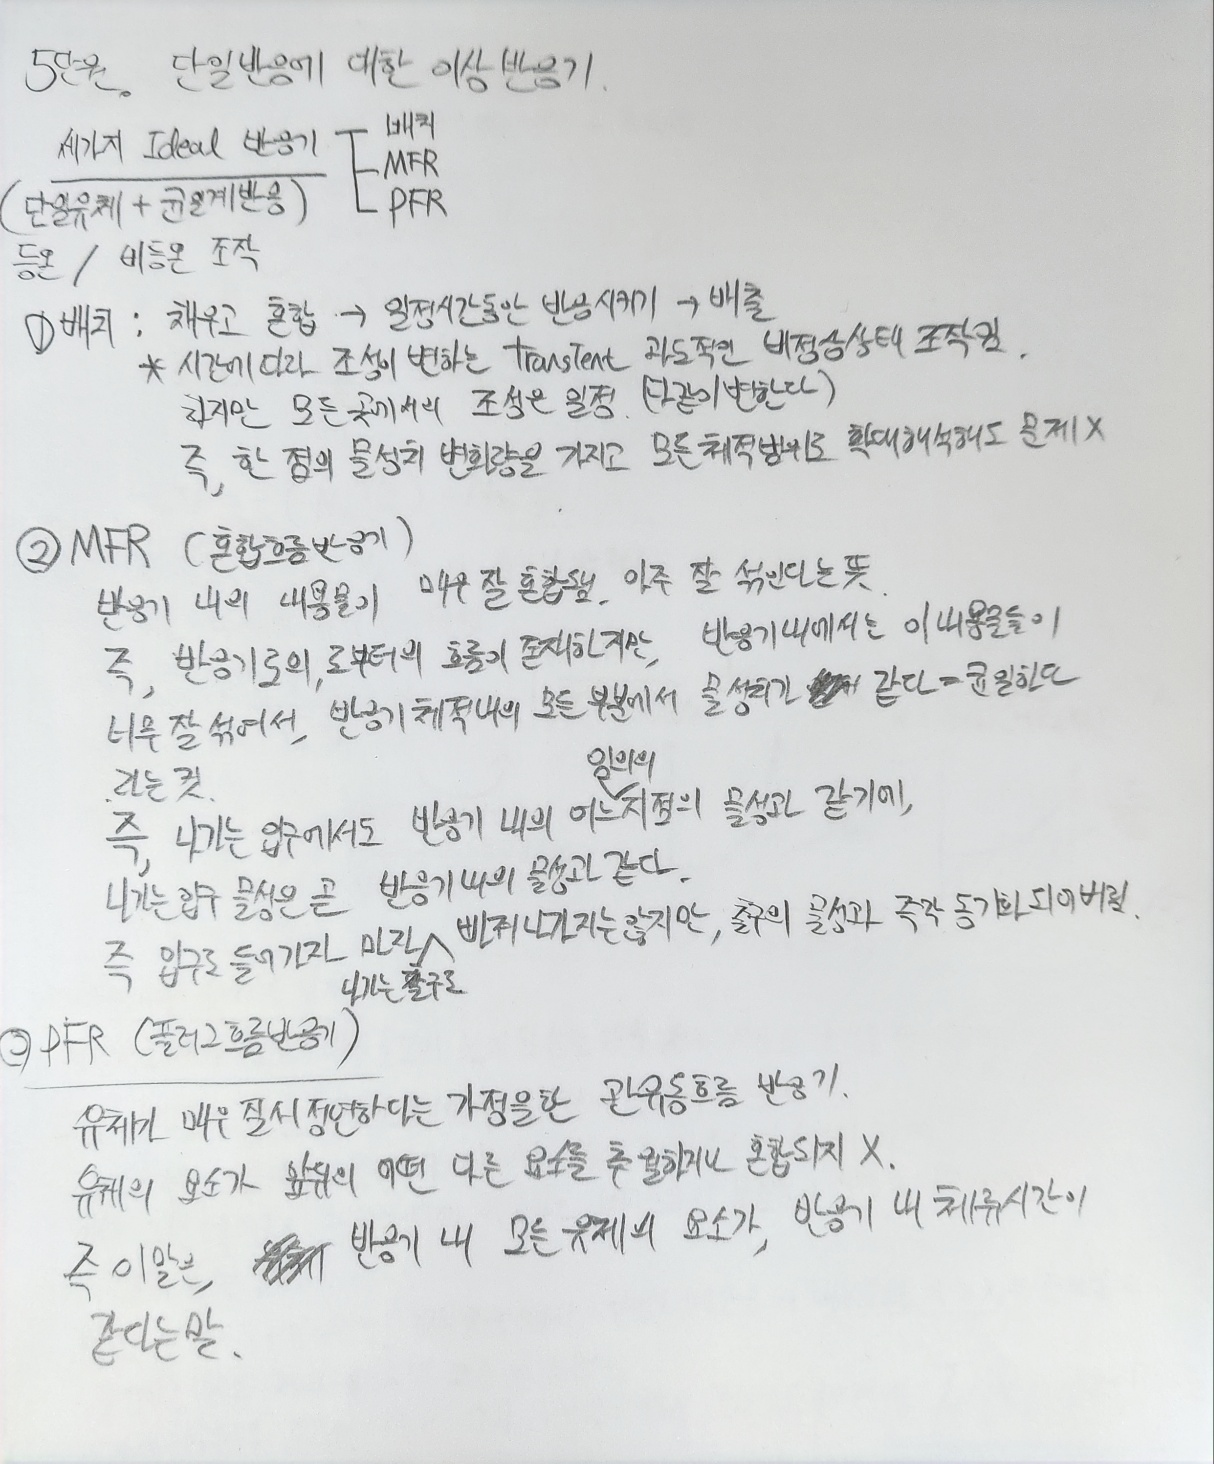 5단원. 단일반응에 대한 이상반응기.
세가지 Ideal 반응기
배치
MFR
PFR
(단일유체 + 균일계반응)
등온 / 비등온 조작
① 배치 : 채우고 혼합 → 일정시간동안 반응시키기 → 배출
* 시간에 따라 조성이 변하는 transient 과도적인 비정상상태 조작임.
하지만 모든 곳에서의 조성은 일정. (다같이 변한다)
즉, 한 점의 물성치 변화량을 가지고 모든 체적범위로 확대해석해도 문제 X
② MFR (혼합흐름반응기)
반응기 내의 내용물이 매우 잘 혼합됨. 아주 잘 섞인다는 뜻.
즉, 반응기로의, 로부터의 흐름이 존재하지만, 반응기 내에서는 이 내용물들이
너무 잘 섞여서, 반응기 체적내의 모든 부분에서 물성치가 같다 = 균일하다
라는 것.
즉, 나가는 입구에서도 반응기 내의 어느 임의의 지점의 물성과 같기에,
나가는 입구 물성은 곧 반응기 내의 물성과 같다.
즉 입구로 들어가자 마자 나가는 출구로 빠져나가지는 않지만, 출구의 물성과 즉각 동기화 되어버림.
③ PFR (플러그흐름반응기)
유체가 매우 질서정연하다는 가정을 한 관유동흐름 반응기.
유체의 요소가 앞뒤의 어떤 다른 요소를 추월하거나 혼합되지 X.
즉 이말은, 반응기 내 모든 유체의 요소가, 반응기 내 체류시간이
같다는 말.